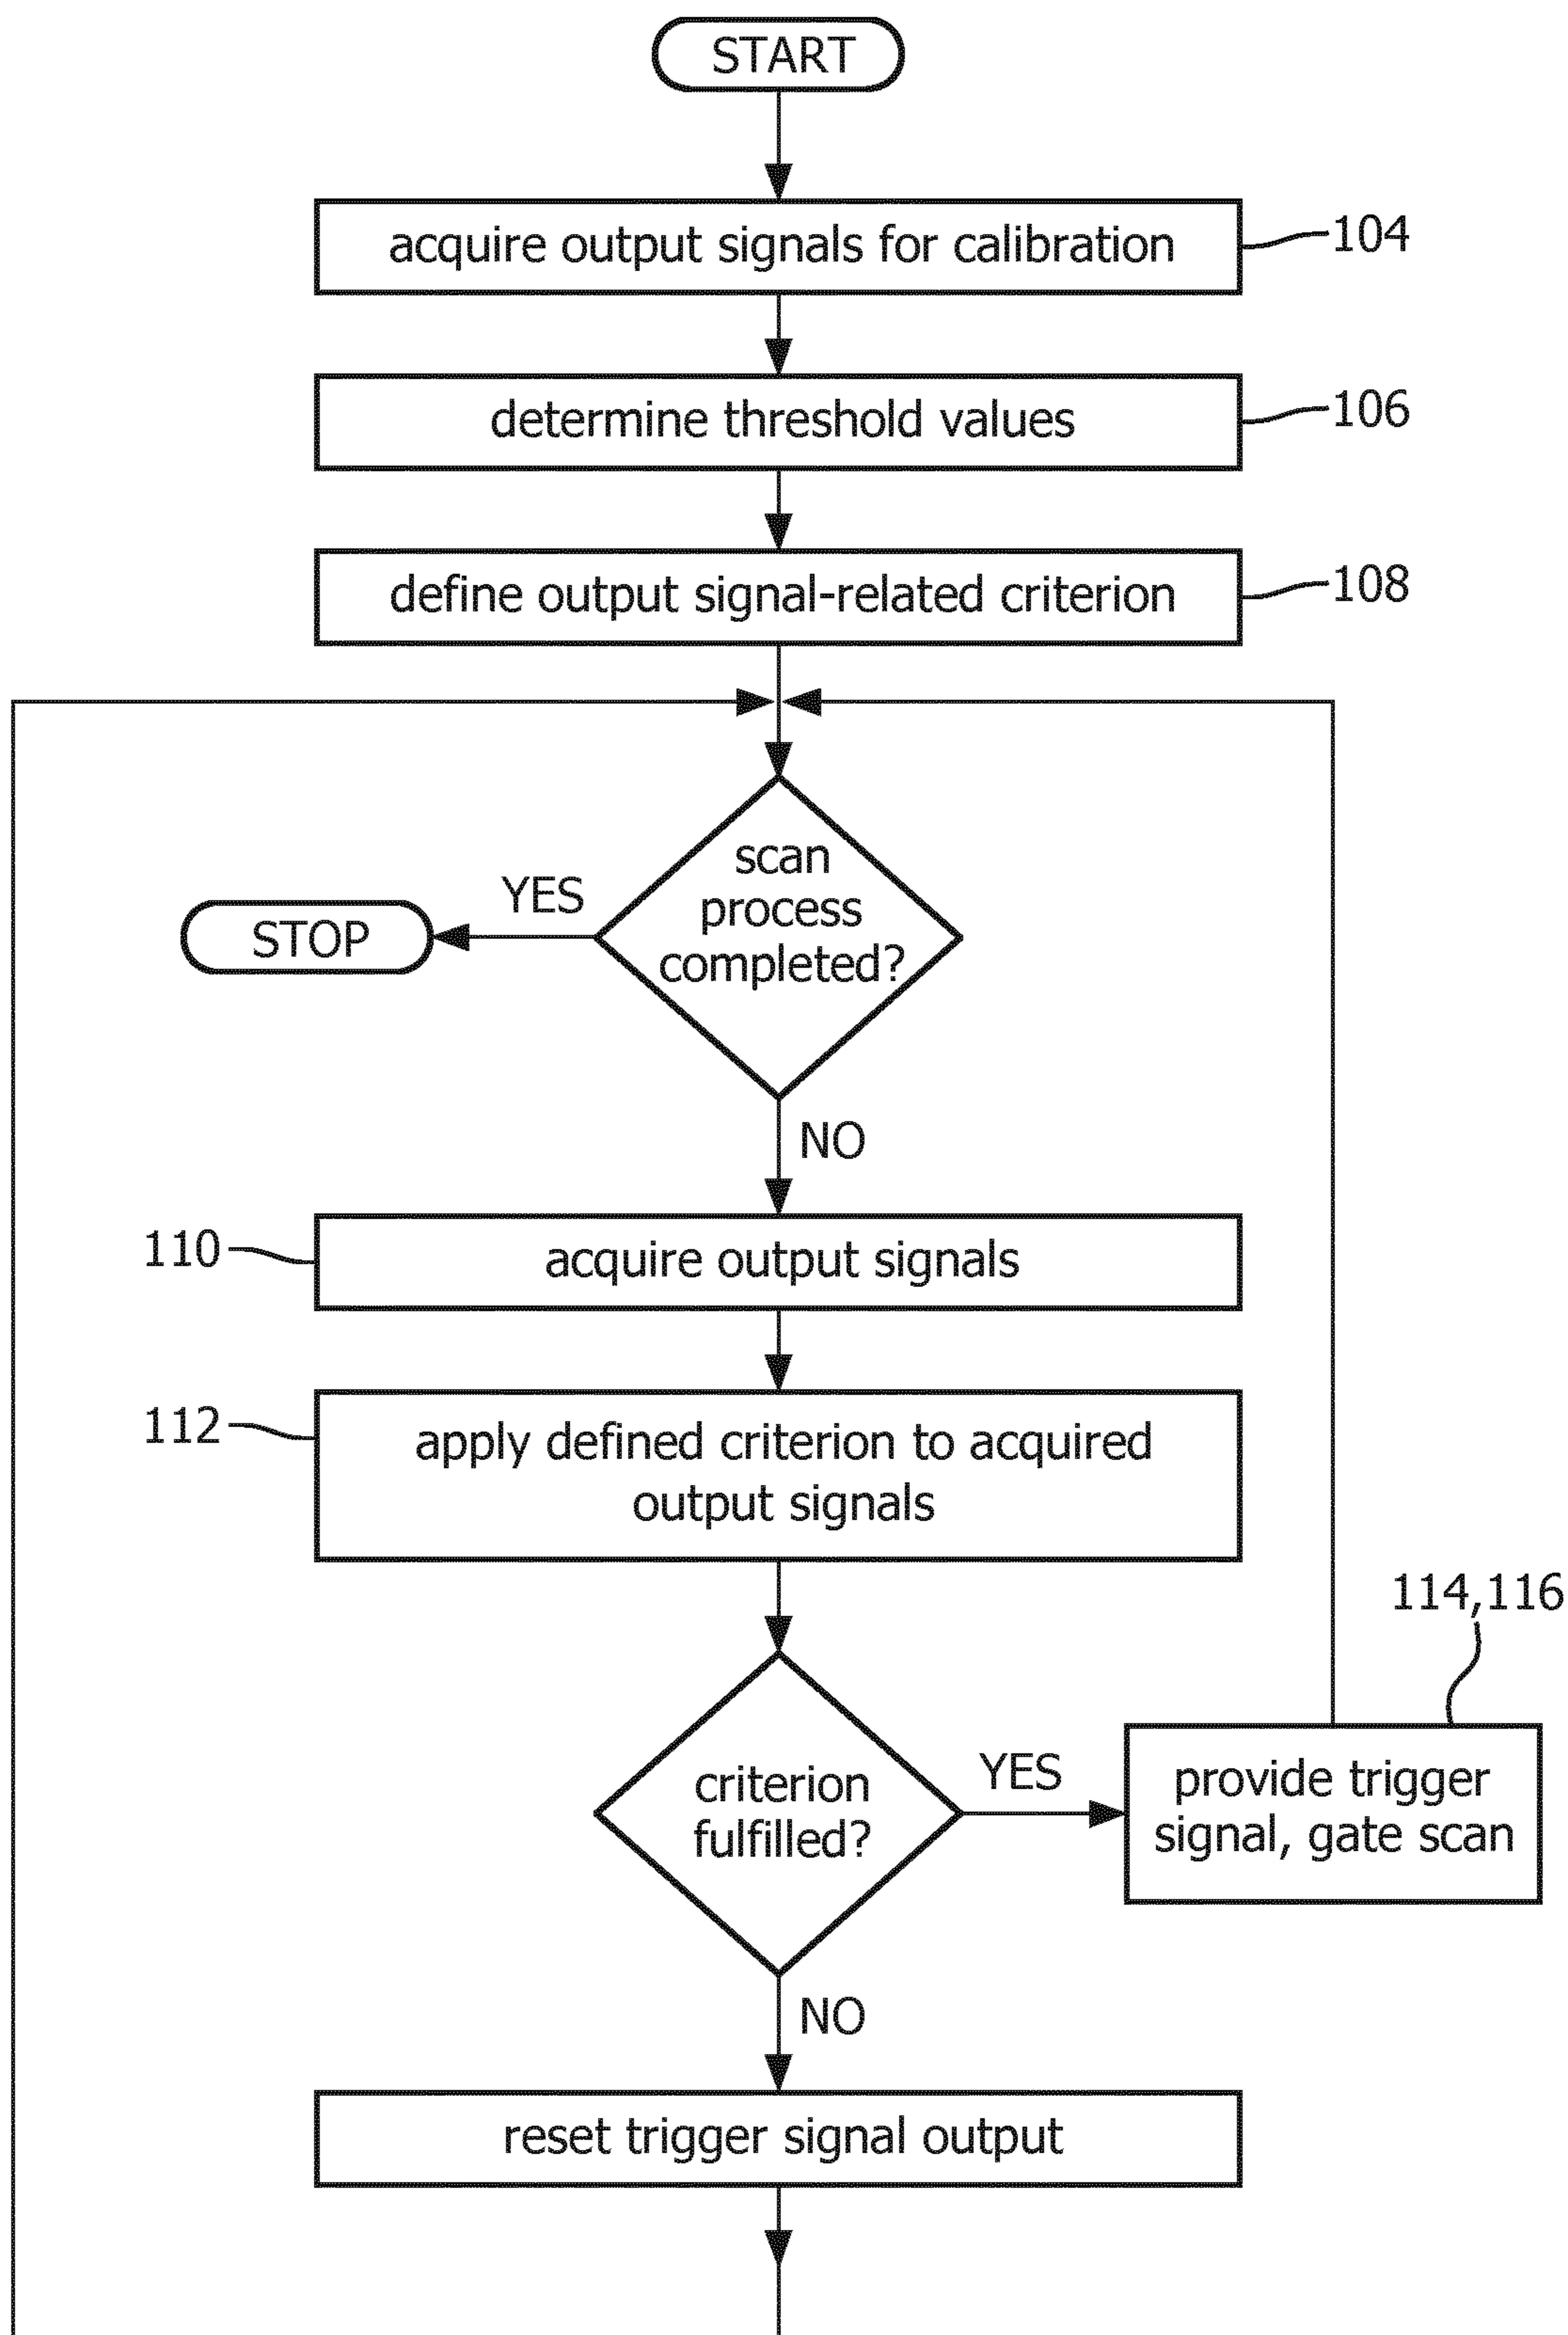 START
acquire output signals for calibration
104
determine threshold values
106
define output signal-related criterion
108
scan
process
completed?
YES
STOP
NO
110
acquire output signals
112
apply defined criterion to acquired
output signals
114,116
criterion
fulfilled?
YES
provide trigger
signal, gate scan
NO
reset trigger signal output